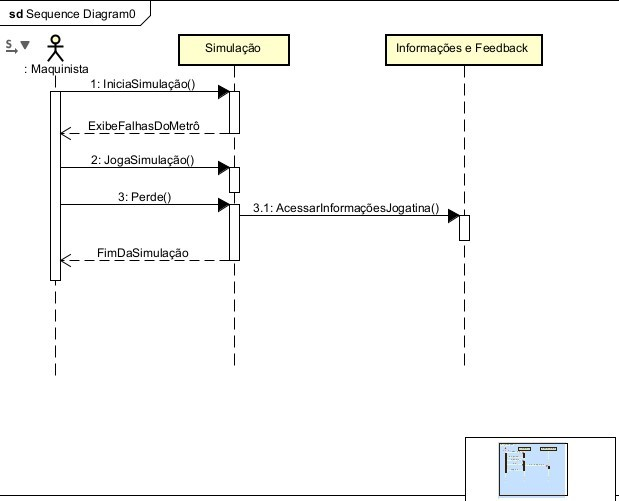 sd Sequence Diagram0
S
Simulação
Informações e Feedback
: Maquinista
1: IniciaSimulação()
ExibeFalhasDoMetrô
2: JogaSimulação()
3: Perde()
3.1: AcessarInformaçõesJogatina()
FimDaSimulação